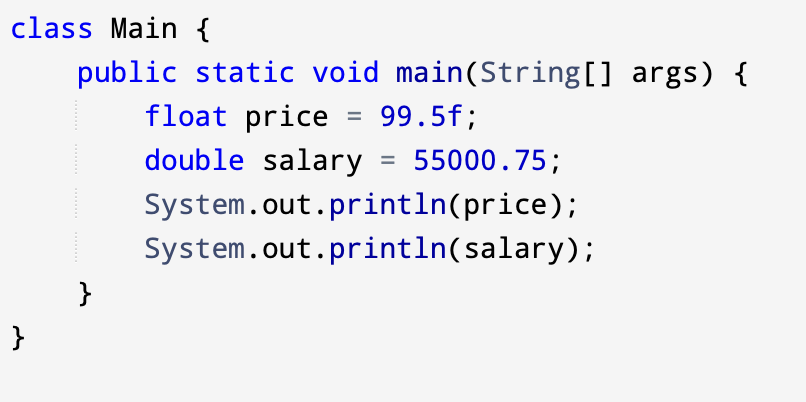 class Main {
    public static void main(String[] args) {
        float price = 99.5f;
        double salary = 55000.75;
        System.out.println(price);
        System.out.println(salary);
    }
}